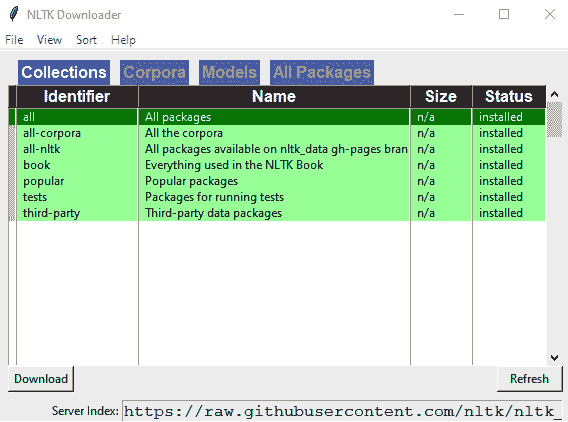 NLTK Downloader
File View Sort Help
Collections Corpora Models All Packages
Identifier Name Size Status
all All packages n/a installed
all-corpora All the corpora n/a installed
all-nltk All packages available on nltk_data gh-pages bran n/a installed
book Everything used in the NLTK Book n/a installed
popular Popular packages n/a installed
tests Packages for running tests n/a installed
third-party Third-party data packages n/a installed
Download Refresh
Server Index: https://raw.githubusercontent.com/nltk/nltk_